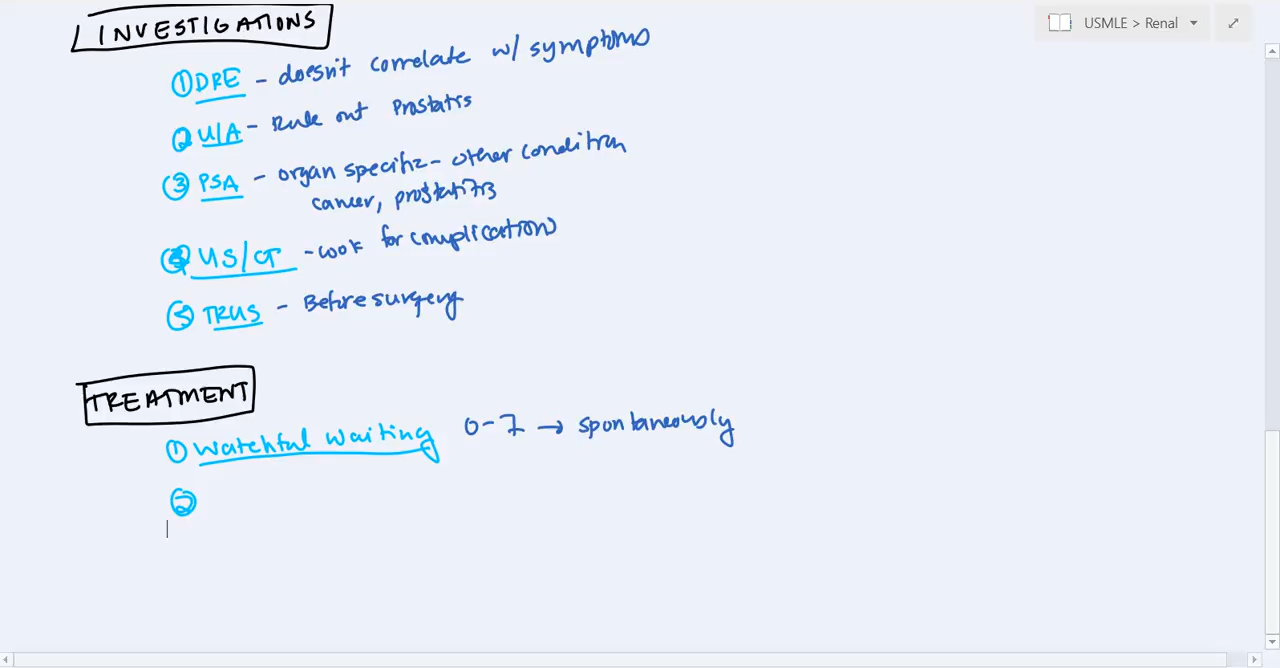 INVESTIGATIONS
USMLE > Renal
① DRE - doesn't correlate w/ symptoms
② U/A - Rule out Prostatis
③ PSA - organ specific - other condition
cancer, prostatitis
④ US/CT - look for complications
⑤ TRUS - Before surgery
TREATMENT
① Watchful waiting 0-7 → spontaneously
②